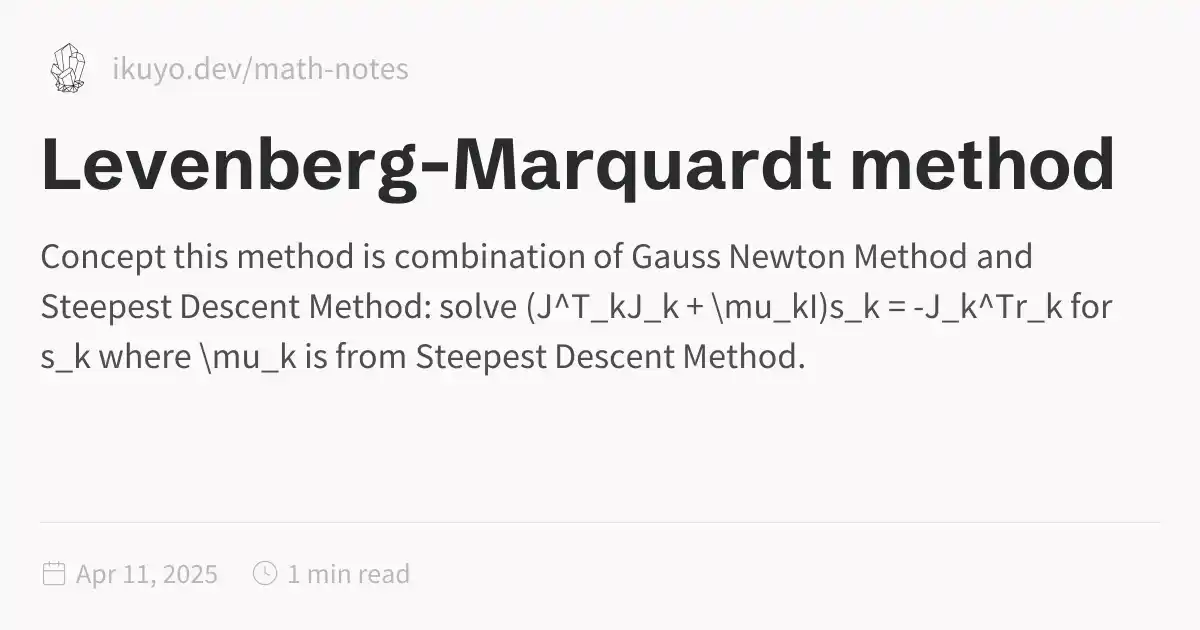 ikuyo.dev/math-notes
Levenberg-Marquardt method
Concept this method is combination of Gauss Newton Method and
Steepest Descent Method: solve (J^T_kJ_k + \mu_kI)s_k = -J_k^Tr_k for
s_k where \mu_k is from Steepest Descent Method.
Apr 11, 2025 1 min read